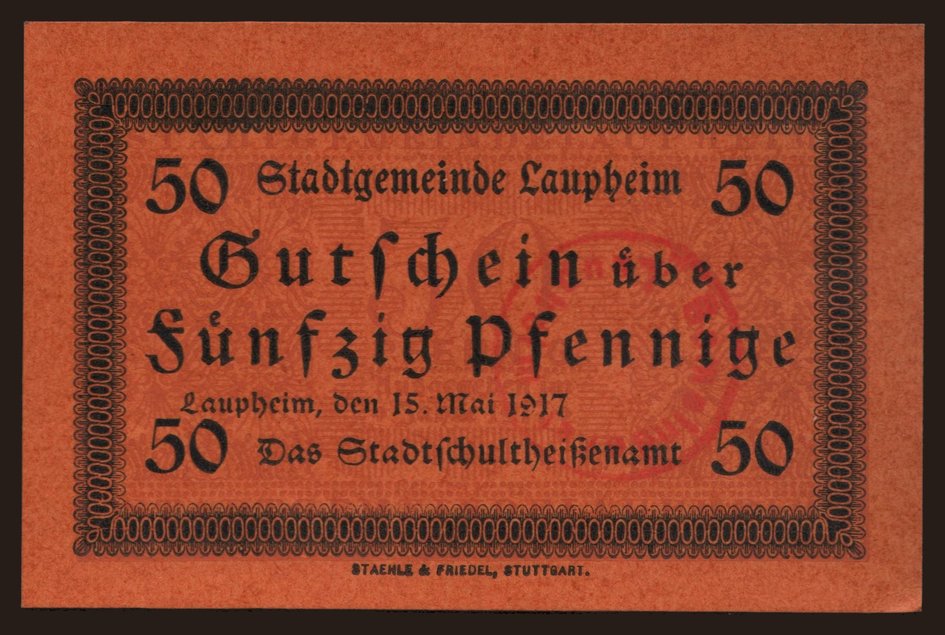 50 Stadtgemeinde Laupheim 50
Gutschein über
Fünfzig Pfennige
Laupheim, den 15. Mai 1917
50 Das Stadtschultheißenamt 50
STAEHLE & FRIEDEL, STUTTGART.